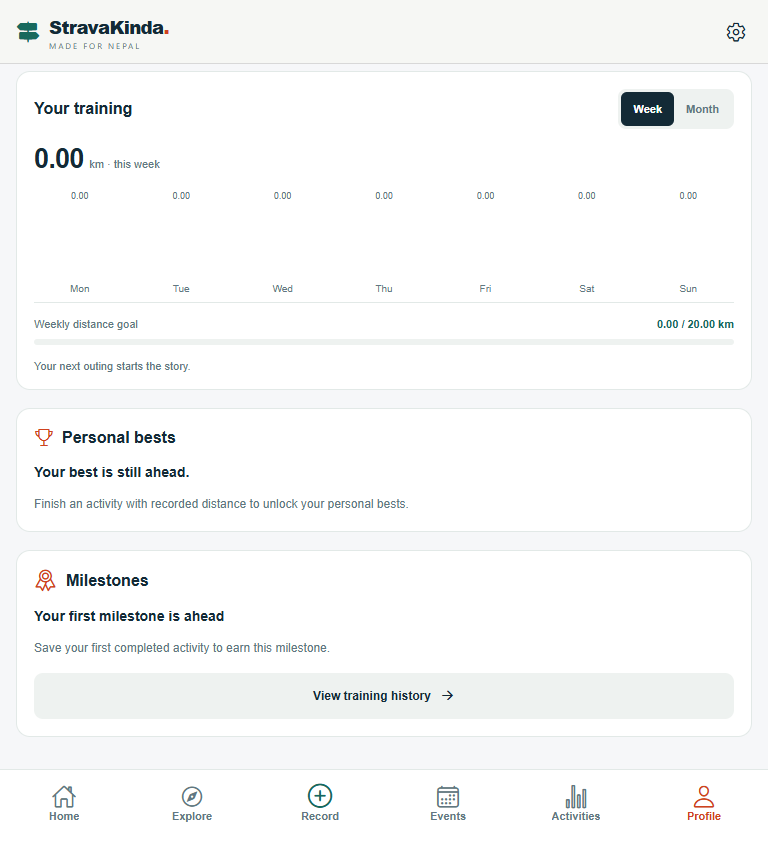 StravaKinda.
MADE FOR NEPAL
Your training
Week Month
0.00 km · this week
0.00 0.00 0.00 0.00 0.00 0.00 0.00
Mon Tue Wed Thu Fri Sat Sun
Weekly distance goal 0.00 / 20.00 km
Your next outing starts the story.
Personal bests
Your best is still ahead.
Finish an activity with recorded distance to unlock your personal bests.
Milestones
Your first milestone is ahead
Save your first completed activity to earn this milestone.
View training history →
Home Explore Record Events Activities Profile